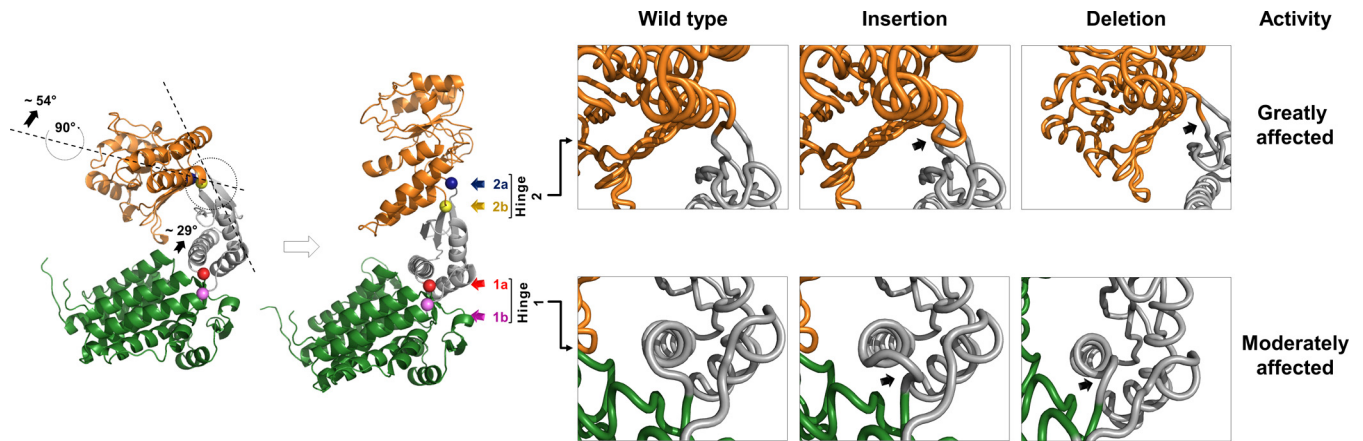 Wild type
Insertion
Deletion
Activity
~ 54°
90°
~ 29°
2a
2b
Hinge
2
1a
1b
Hinge
1
Greatly
affected
Moderately
affected